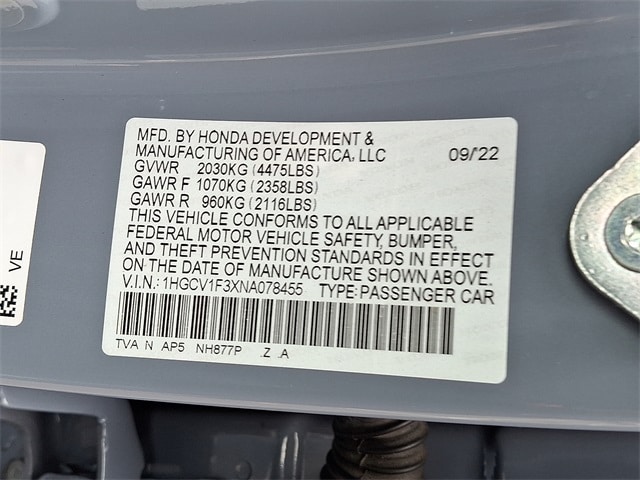 MFD. BY HONDA DEVELOPMENT &
MANUFACTURING OF AMERICA, LLC 09/'22
GVWR 2030KG (4475LBS)
GAWR F 1070KG (2358LBS)
GAWR R 960KG (2116LBS)
THIS VEHICLE CONFORMS TO ALL APPLICABLE
FEDERAL MOTOR VEHICLE SAFETY, BUMPER,
AND THEFT PREVENTION STANDARDS IN EFFECT
ON THE DATE OF MANUFACTURE SHOWN ABOVE.
V.I.N.: 1HGCV1F3XNA078455 TYPE: PASSENGER CAR
TVA N AP5 NH877P .Z .A
VE